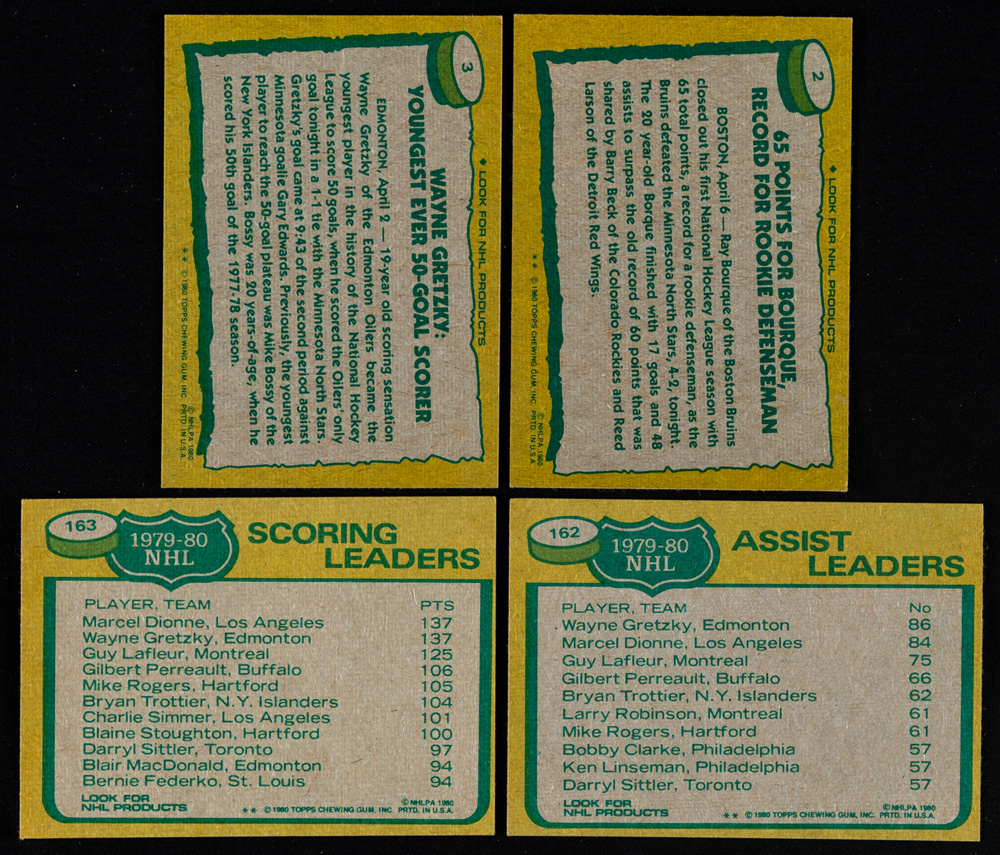 3
WAYNE GRETZKY:
YOUNGEST EVER 50-GOAL SCORER
EDMONTON, April 2 — 19-year old scoring sensation
Wayne Gretzky of the Edmonton Oilers became the
youngest player in the history of the National Hockey
League to score 50 goals, when he scored the Oilers' only
goal tonight in a 1-1 tie with the Minnesota North Stars.
Gretzky's goal came at 9:43 of the second period against
Minnesota goalie Gary Edwards. Previously, the youngest
player to reach the 50-goal plateau was Mike Bossy of the
New York Islanders. Bossy was 20 years-of-age, when he
scored his 50th goal of the 1977-78 season.
◆ LOOK FOR NHL PRODUCTS
© NHLPA 1980
** © 1980 TOPPS CHEWING GUM, INC. PRTD. IN U.S.A.
2
65 POINTS FOR BOURQUE,
RECORD FOR ROOKIE DEFENSEMAN
BOSTON, April 6 — Ray Bourque of the Boston Bruins
closed out his first National Hockey League season with
65 total points, a record for a rookie defenseman, as the
Bruins defeated the Minnesota North Stars, 4-2, tonight.
The 20 year-old Borque finished with 17 goals and 48
assists to surpass the old record of 60 points that was
shared by Barry Beck of the Colorado Rockies and Reed
Larson of the Detroit Red Wings.
◆ LOOK FOR NHL PRODUCTS
© NHLPA 1980
** © 1980 TOPPS CHEWING GUM, INC. PRTD. IN U.S.A.
163
1979-80
NHL
SCORING
LEADERS
PLAYER, TEAM PTS
Marcel Dionne, Los Angeles 137
Wayne Gretzky, Edmonton 137
Guy Lafleur, Montreal 125
Gilbert Perreault, Buffalo 106
Mike Rogers, Hartford 105
Bryan Trottier, N.Y. Islanders 104
Charlie Simmer, Los Angeles 101
Blaine Stoughton, Hartford 100
Darryl Sittler, Toronto 97
Blair MacDonald, Edmonton 94
Bernie Federko, St. Louis 94
LOOK FOR
NHL PRODUCTS
© NHLPA 1980
** © 1980 TOPPS CHEWING GUM, INC. PRTD. IN U.S.A.
162
1979-80
NHL
ASSIST
LEADERS
PLAYER, TEAM No
Wayne Gretzky, Edmonton 86
Marcel Dionne, Los Angeles 84
Guy Lafleur, Montreal 75
Gilbert Perreault, Buffalo 66
Bryan Trottier, N.Y. Islanders 62
Larry Robinson, Montreal 61
Mike Rogers, Hartford 61
Bobby Clarke, Philadelphia 57
Ken Linseman, Philadelphia 57
Darryl Sittler, Toronto 57
LOOK FOR
NHL PRODUCTS
© NHLPA 1980
** © 1980 TOPPS CHEWING GUM, INC. PRTD. IN U.S.A.